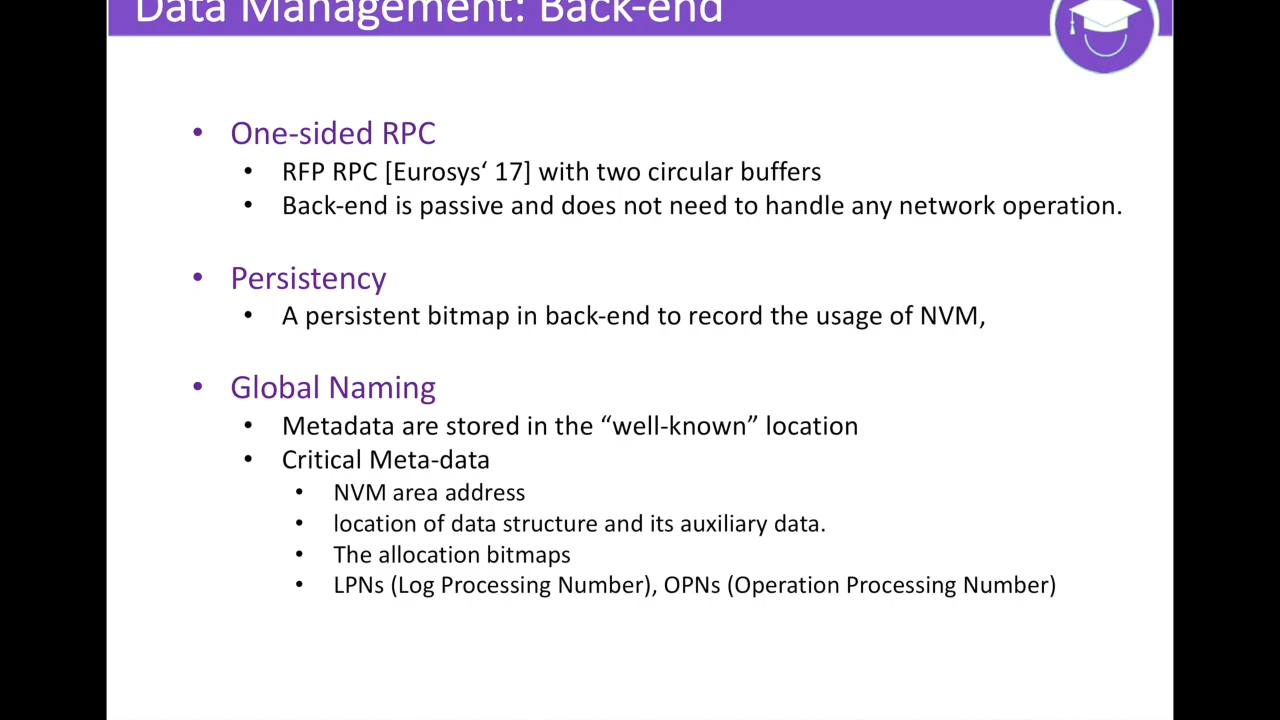 Data Management: Back-end
• One-sided RPC
• RFP RPC [Eurosys‘ 17] with two circular buffers
• Back-end is passive and does not need to handle any network operation.
• Persistency
• A persistent bitmap in back-end to record the usage of NVM,
• Global Naming
• Metadata are stored in the “well-known” location
• Critical Meta-data
• NVM area address
• location of data structure and its auxiliary data.
• The allocation bitmaps
• LPNs (Log Processing Number), OPNs (Operation Processing Number)